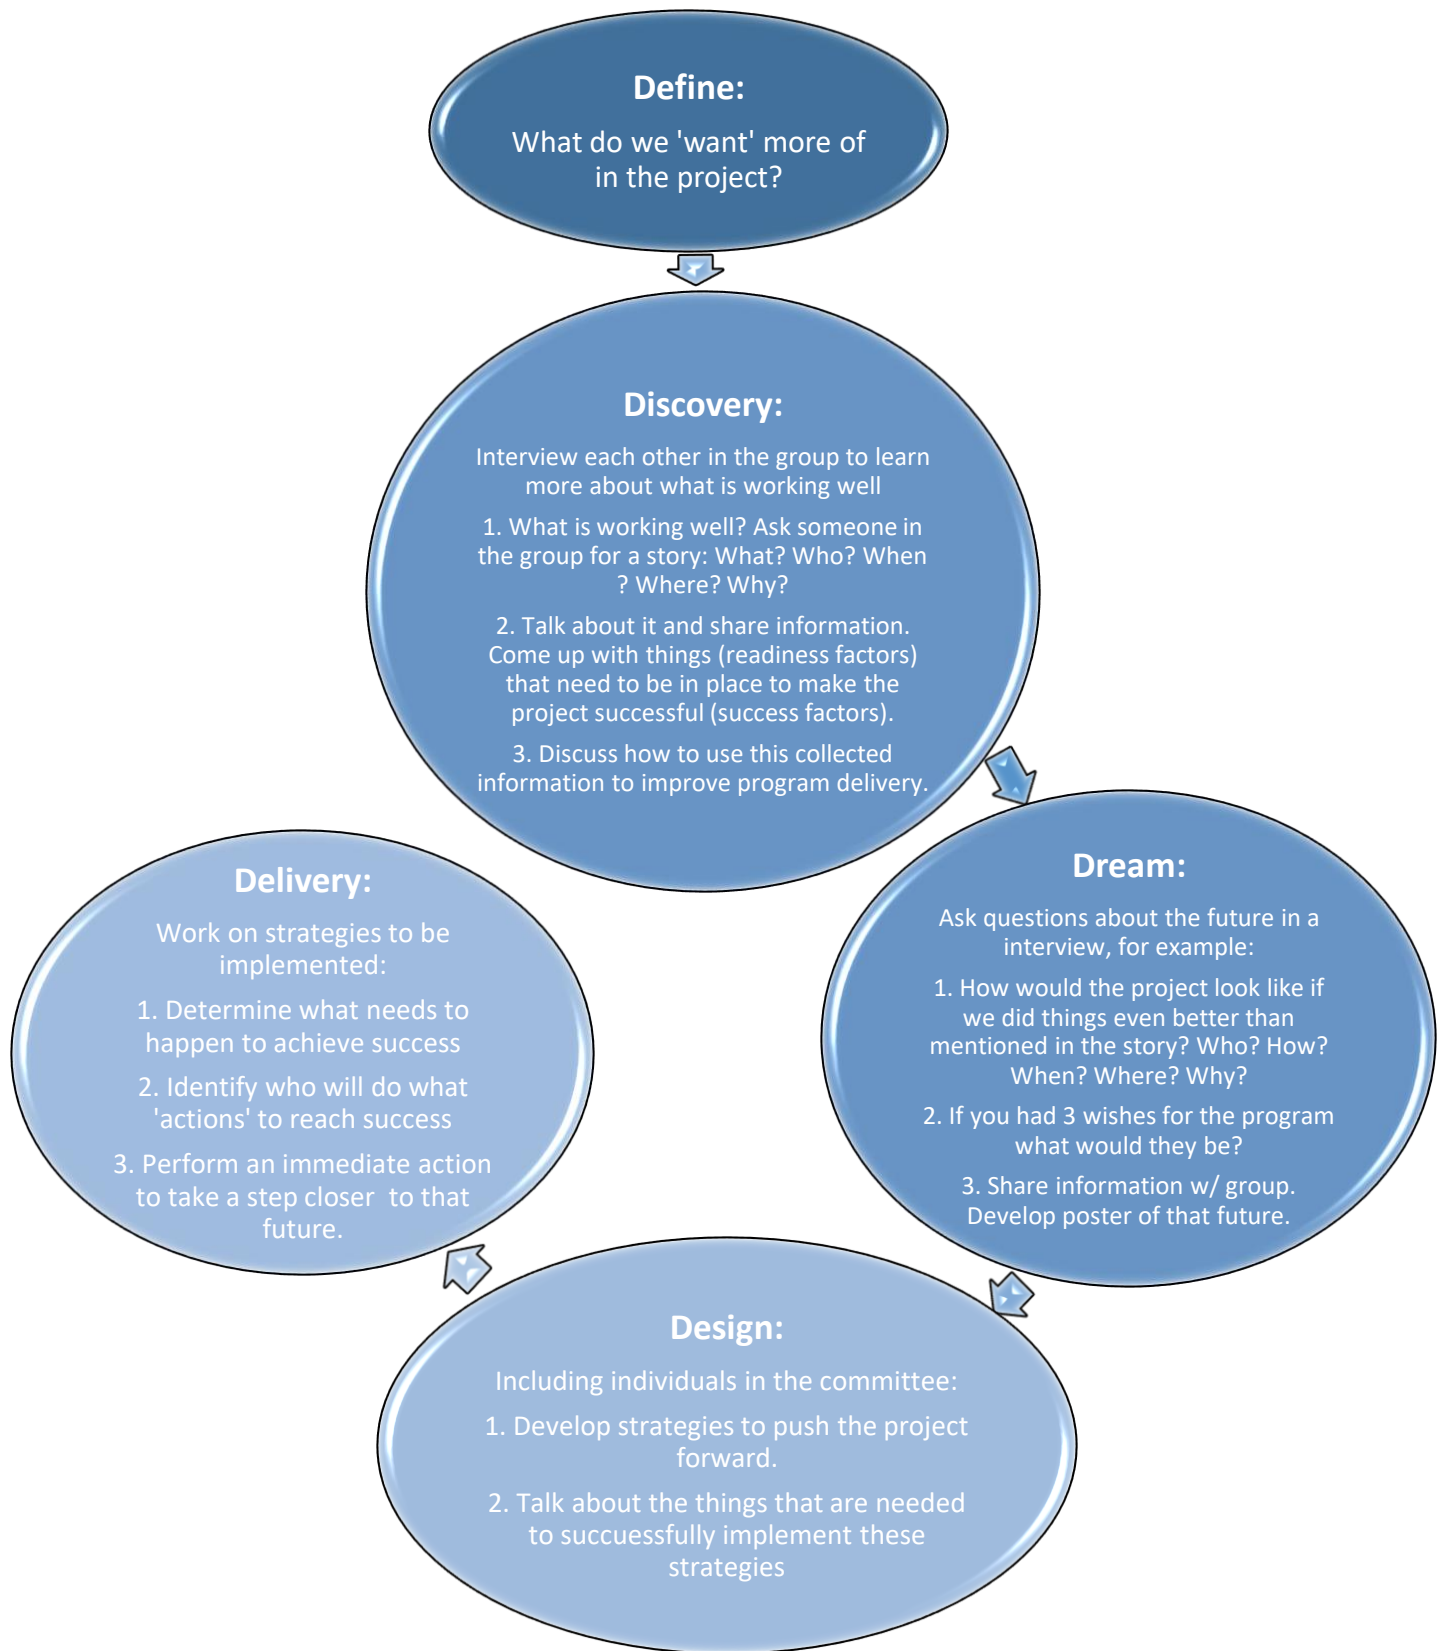 Define:
What do we 'want' more of
in the project?
Discovery:
Interview each other in the group to learn
more about what is working well
1. What is working well? Ask someone in
the group for a story: What? Who? When
? Where? Why?
2. Talk about it and share information.
Come up with things (readiness factors)
that need to be in place to make the
project successful (success factors).
3. Discuss how to use this collected
information to improve program delivery.
Dream:
Ask questions about the future in a
interview, for example:
1. How would the project look like if
we did things even better than
mentioned in the story? Who? How?
When? Where? Why?
2. If you had 3 wishes for the program
what would they be?
3. Share information w/ group.
Develop poster of that future.
Design:
Including individuals in the committee:
1. Develop strategies to push the project
forward.
2. Talk about the things that are needed
to succuessfully implement these
strategies
Delivery:
Work on strategies to be
implemented:
1. Determine what needs to
happen to achieve success
2. Identify who will do what
'actions' to reach success
3. Perform an immediate action
to take a step closer  to that
future.